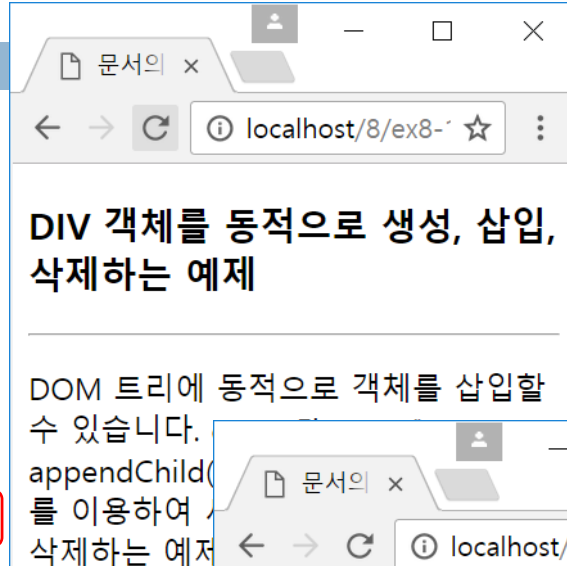 문서의
localhost/8/ex8-1
DIV 객체를 동적으로 생성, 삽입,
삭제하는 예제
DOM 트리에 동적으로 객체를 삽입할
수 있습니다.
appendChild(
를 이용하여
삭제하는 예제
문서의
localhost/